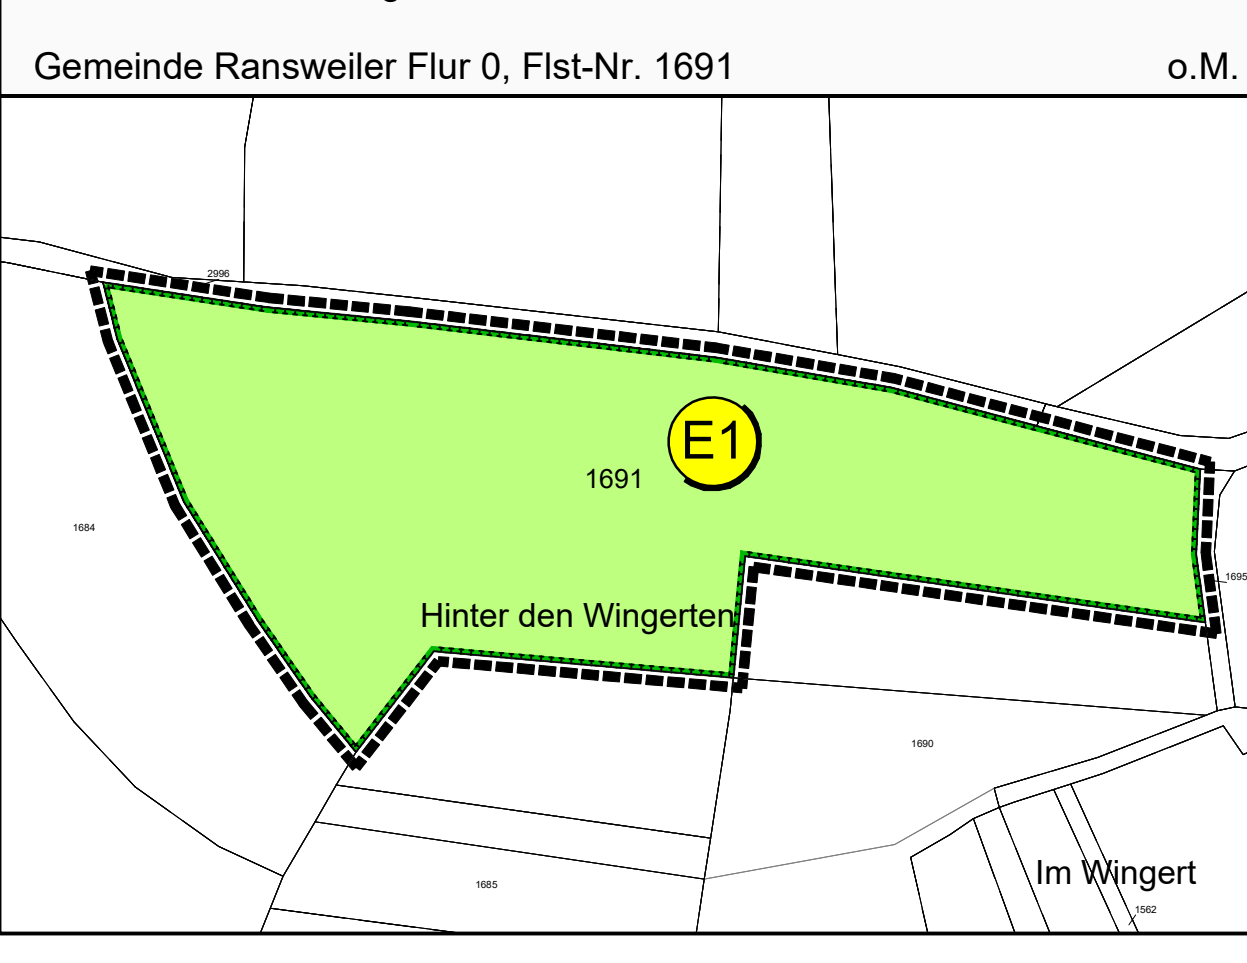 Gemeinde Ransweiler Flur 0, Flst-Nr. 1691
o.M.
2996
E1
1691
1684
1695
Hinter den Wingerten
1690
Im Wingert
1685
1562